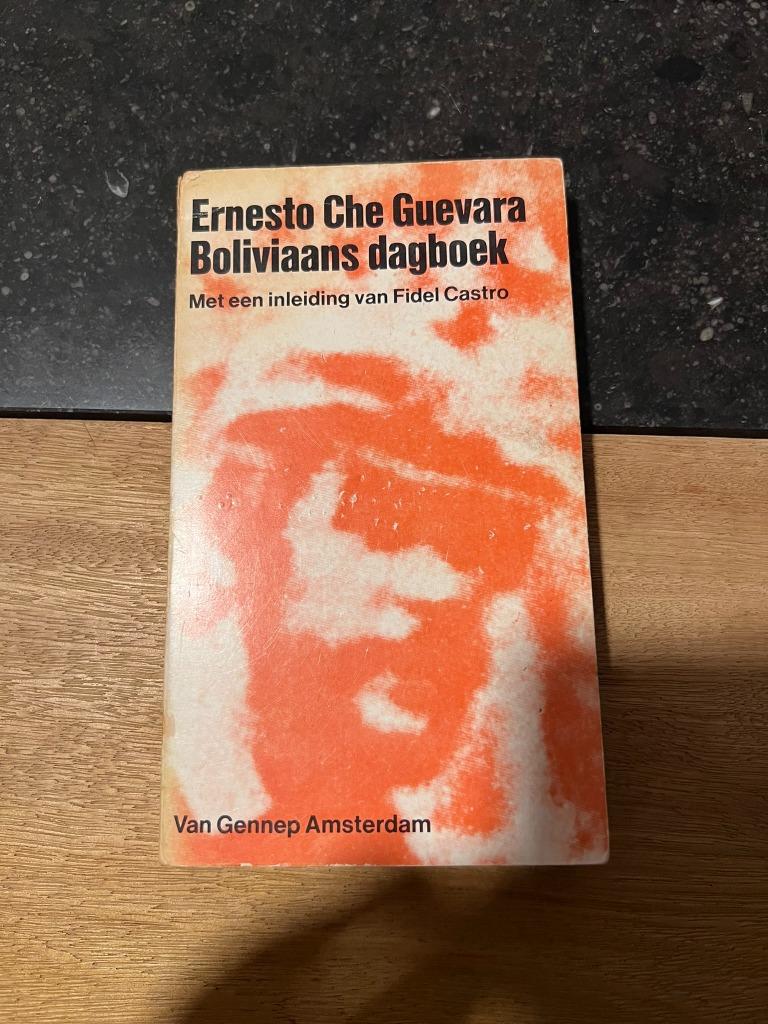 Ernesto Che Guevara
Boliviaans dagboek
Met een inleiding van Fidel Castro
Van Gennep Amsterdam